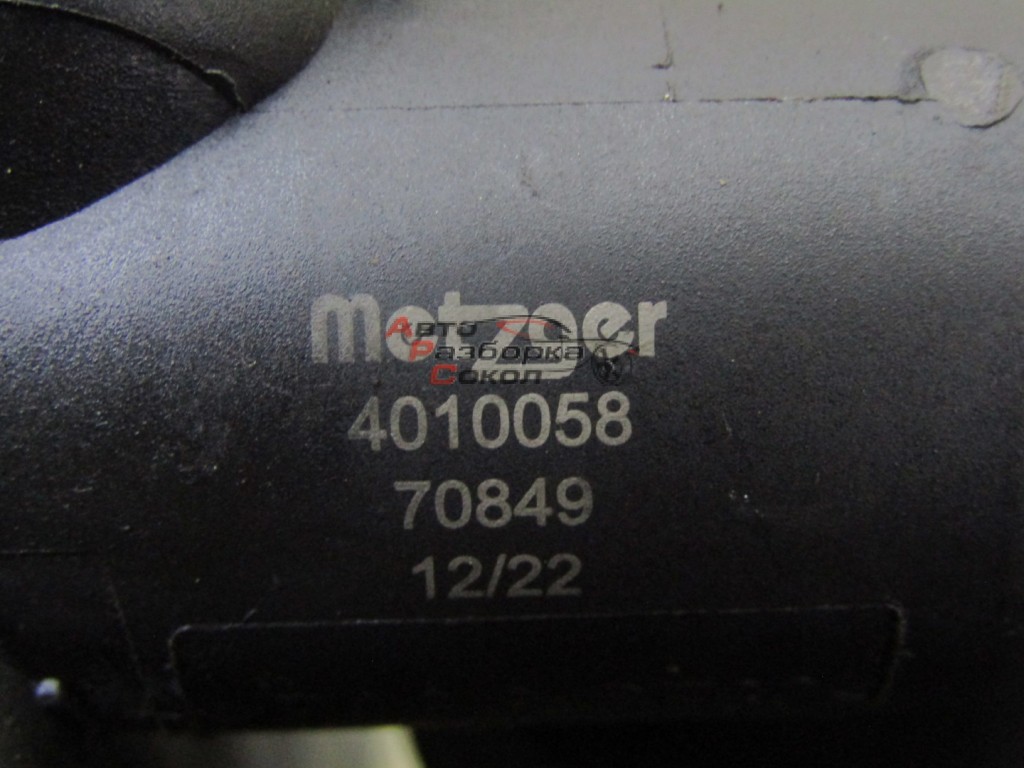 metzger
Авто
Разборка
Сокол
4010058
70849
12/22